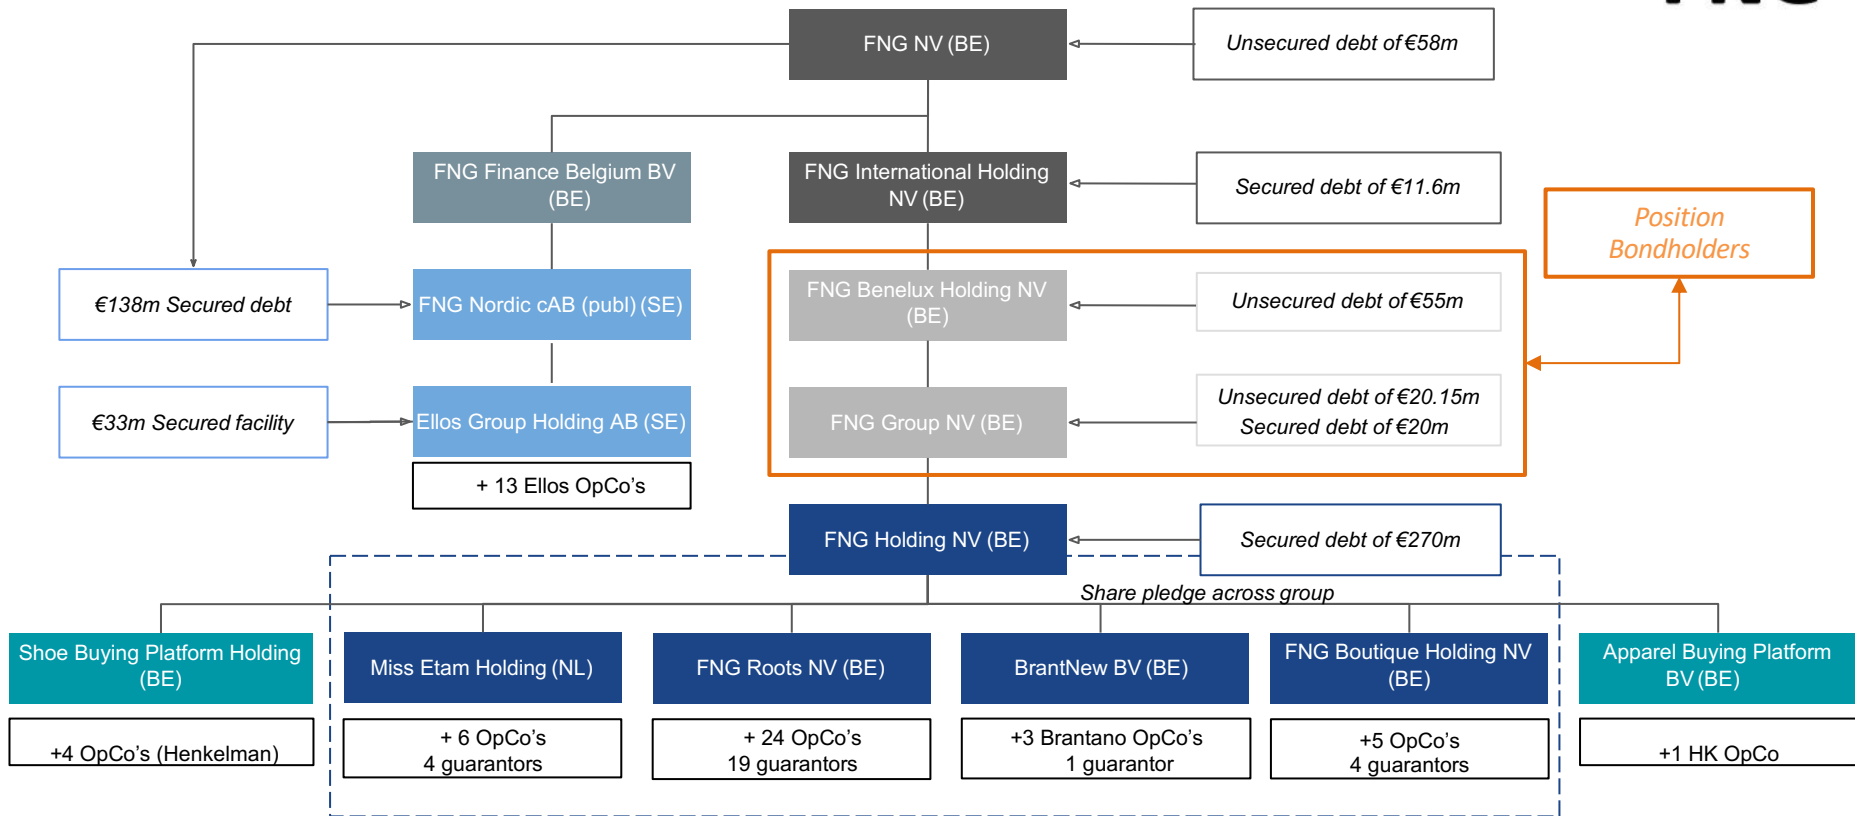 FNG NV (BE)
Unsecured debt of €58m
FNG Finance Belgium BV
(BE)
FNG International Holding
NV (BE)
Secured debt of €11.6m
Position
Bondholders
€138m Secured debt
FNG Nordic cAB (publ) (SE)
FNG Benelux Holding NV
(BE)
Unsecured debt of €55m
€33m Secured facility
Ellos Group Holding AB (SE)
FNG Group NV (BE)
Unsecured debt of €20.15m
Secured debt of €20m
+ 13 Ellos OpCo’s
FNG Holding NV (BE)
Secured debt of €270m
Share pledge across group
Shoe Buying Platform Holding
(BE)
Miss Etam Holding (NL)
FNG Roots NV (BE)
BrantNew BV (BE)
FNG Boutique Holding NV
(BE)
Apparel Buying Platform
BV (BE)
+4 OpCo’s (Henkelman)
+ 6 OpCo’s
4 guarantors
+ 24 OpCo’s
19 guarantors
+3 Brantano OpCo’s
1 guarantor
+5 OpCo’s
4 guarantors
+1 HK OpCo